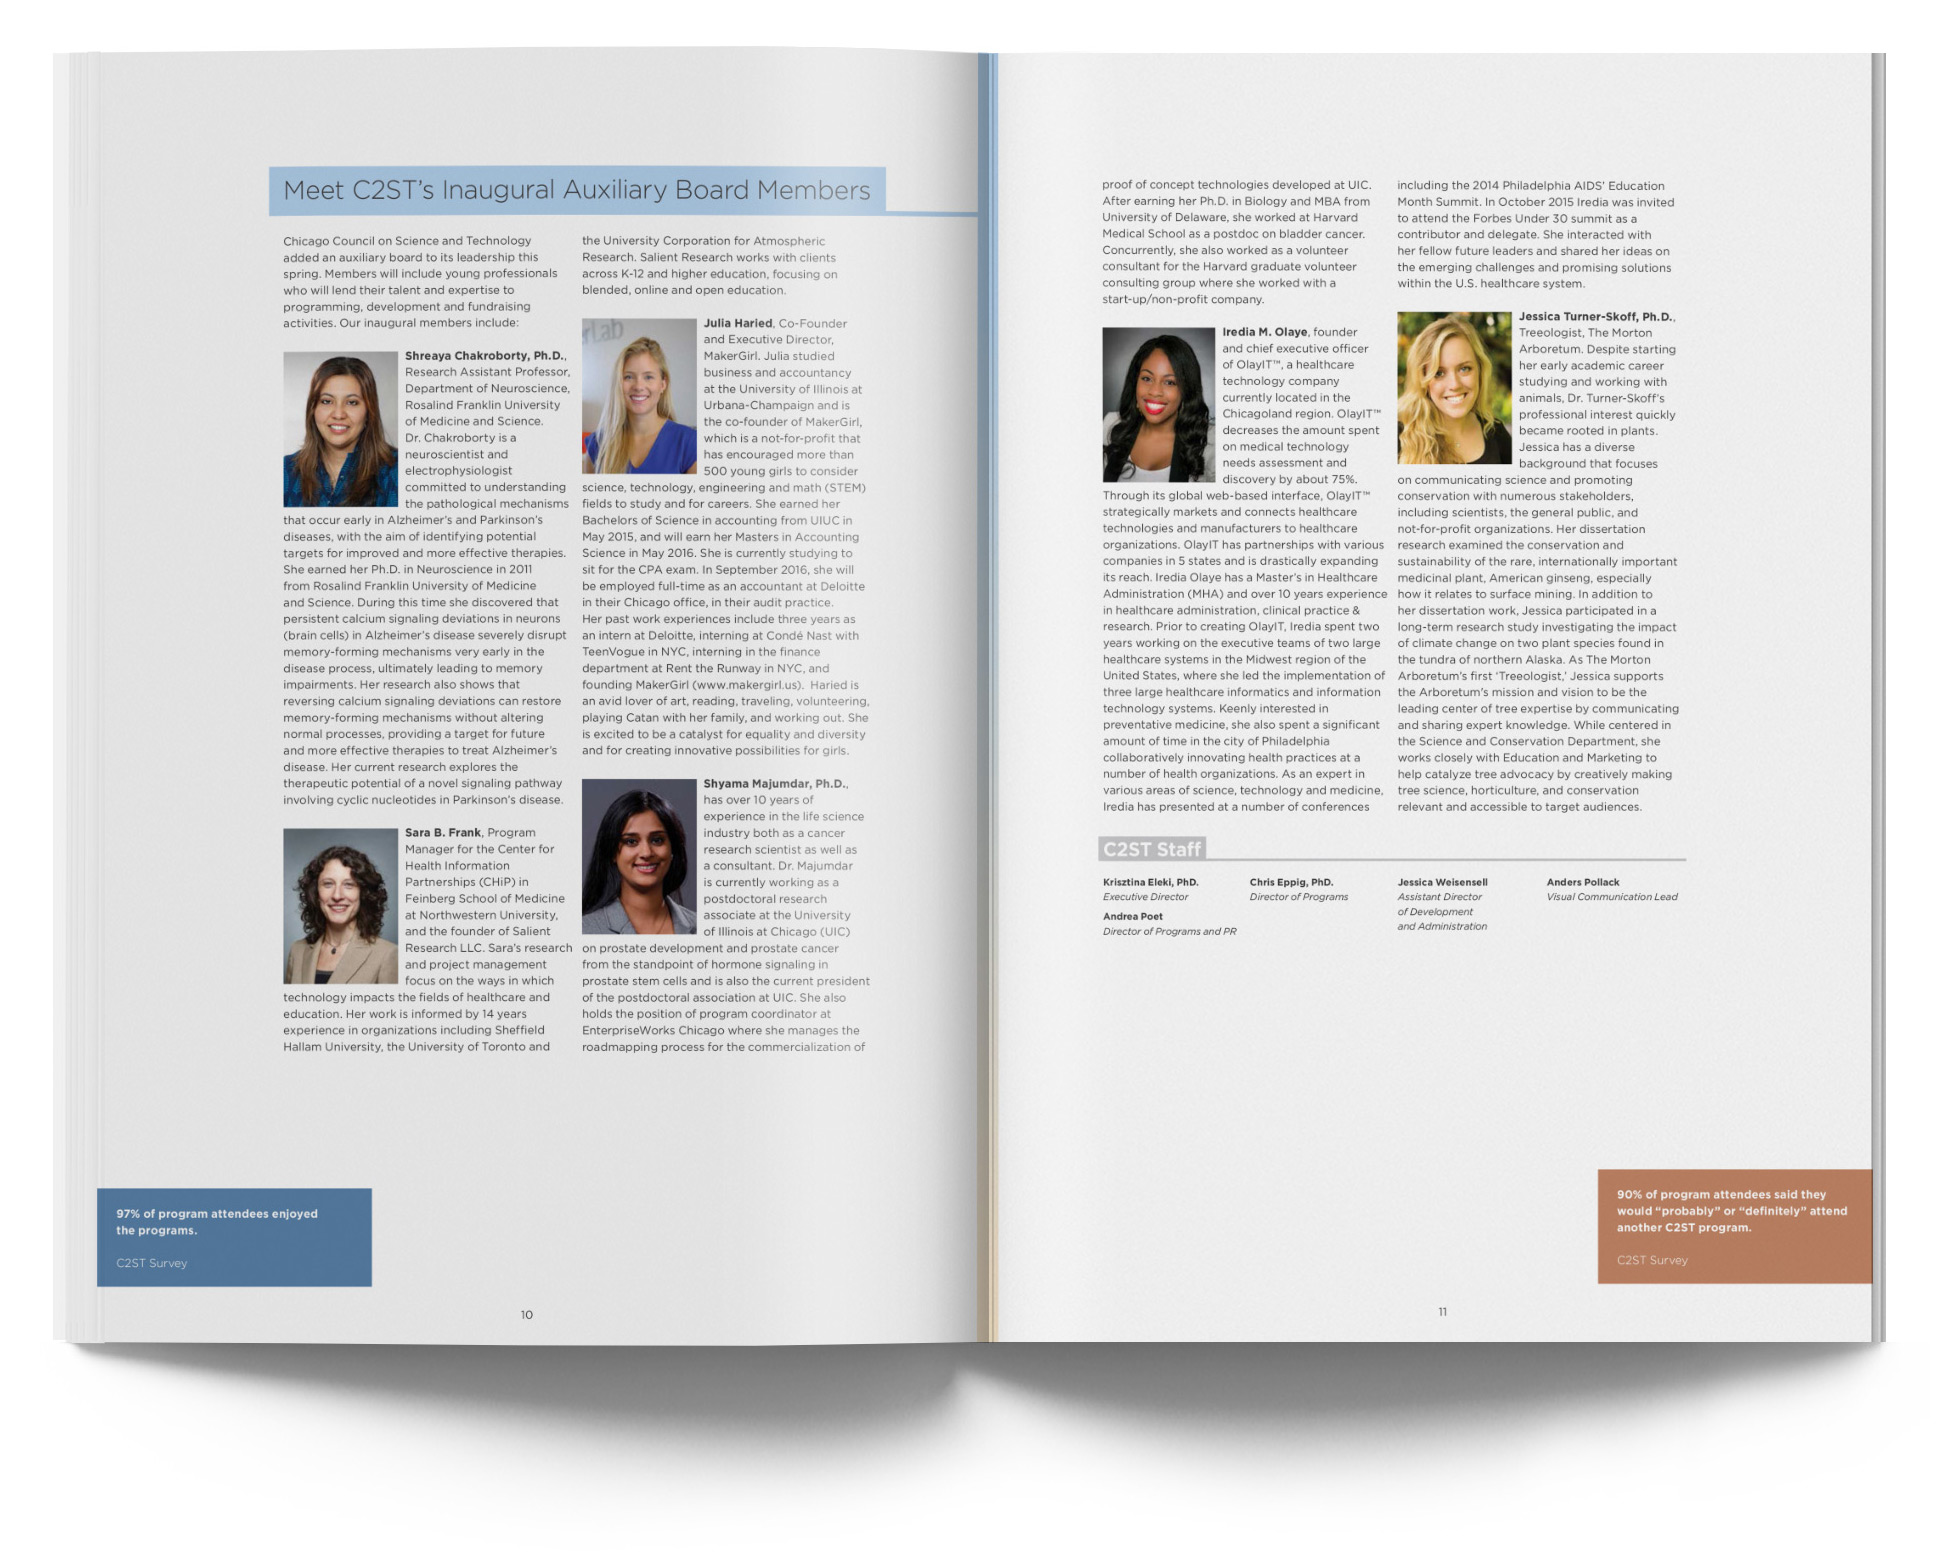 Meet C2ST's Inaugural Auxiliary Board Members
Chicago Council on Science and Technology
added an auxiliary board to its leadership this
spring. Members will include young professionals
who will lend their talent and expertise to
programming, development and fundraising
activities. Our inaugural members include:
Shreaya Chakroborty, Ph.D.,
Research Assistant Professor,
Department of Neuroscience,
Rosalind Franklin University
of Medicine and Science.
Dr. Chakroborty is a
neuroscientist and
electrophysiologist
committed to understanding
the pathological mechanisms
that occur early in Alzheimer's and Parkinson's
diseases, with the aim of identifying potential
targets for improved and more effective therapies.
She earned her Ph.D. in Neuroscience in 2011
from Rosalind Franklin University of Medicine
and Science. During this time she discovered that
persistent calcium signaling deviations in neurons
(brain cells) in Alzheimer's disease severely disrupt
memory-forming mechanisms very early in the
disease process, ultimately leading to memory
impairments. Her research also shows that
reversing calcium signaling deviations can restore
memory-forming mechanisms without altering
normal processes, providing a target for future
and more effective therapies to treat Alzheimer's
disease. Her current research explores the
therapeutic potential of a novel signaling pathway
involving cyclic nucleotides in Parkinson's disease.
Sara B. Frank, Program
Manager for the Center for
Health Information
Partnerships (CHiP) in
Feinberg School of Medicine
at Northwestern University,
and the founder of Salient
Research LLC. Sara's research
and project management
focus on the ways in which
technology impacts the fields of healthcare and
education. Her work is informed by 14 years
experience in organizations including Sheffield
Hallam University, the University of Toronto and
the University Corporation for Atmospheric
Research. Salient Research works with clients
across K-12 and higher education, focusing on
blended, online and open education.
rLab
Julia Haried, Co-Founder
and Executive Director,
MakerGirl. Julia studied
business and accountancy
at the University of Illinois at
Urbana-Champaign and is
the co-founder of MakerGirl,
which is a not-for-profit that
has encouraged more than
500 young girls to consider
science, technology, engineering and math (STEM)
fields to study and for careers. She earned her
Bachelors of Science in accounting from UIUC in
May 2015, and will earn her Masters in Accounting
Science in May 2016. She is currently studying to
sit for the CPA exam. In September 2016, she will
be employed full-time as an accountant at Deloitte
in their Chicago office, in their audit practice.
Her past work experiences include three years as
an intern at Deloitte, interning at Condé Nast with
TeenVogue in NYC, interning in the finance
department at Rent the Runway in NYC, and
founding MakerGirl (www.makergirl.us). Haried is
an avid lover of art, reading, traveling, volunteering,
playing Catan with her family, and working out. She
is excited to be a catalyst for equality and diversity
and for creating innovative possibilities for girls.
Shyama Majumdar, Ph.D.,
has over 10 years of
experience in the life science
industry both as a cancer
research scientist as well as
a consultant. Dr. Majumdar
is currently working as a
postdoctoral research
associate at the University
of Illinois at Chicago (UIC)
on prostate development and prostate cancer
from the standpoint of hormone signaling in
prostate stem cells and is also the current president
of the postdoctoral association at UIC. She also
holds the position of program coordinator at
EnterpriseWorks Chicago where she manages the
roadmapping process for the commercialization of
97% of program attendees enjoyed
the programs.
C2ST Survey
10
proof of concept technologies developed at UIC.
After earning her Ph.D. in Biology and MBA from
University of Delaware, she worked at Harvard
Medical School as a postdoc on bladder cancer.
Concurrently, she also worked as a volunteer
consultant for the Harvard graduate volunteer
consulting group where she worked with a
start-up/non-profit company.
Iredia M. Olaye, founder
and chief executive officer
of OlayIT™, a healthcare
technology company
currently located in the
Chicagoland region. OlayIT™
decreases the amount spent
on medical technology
needs assessment and
discovery by about 75%.
Through its global web-based interface, OlayIT™
strategically markets and connects healthcare
technologies and manufacturers to healthcare
organizations. OlayIT has partnerships with various
companies in 5 states and is drastically expanding
its reach. Iredia Olaye has a Master's in Healthcare
Administration (MHA) and over 10 years experience
in healthcare administration, clinical practice &
research. Prior to creating OlayIT, Iredia spent two
years working on the executive teams of two large
healthcare systems in the Midwest region of the
United States, where she led the implementation of
three large healthcare informatics and information
technology systems. Keenly interested in
preventative medicine, she also spent a significant
amount of time in the city of Philadelphia
collaboratively innovating health practices at a
number of health organizations. As an expert in
various areas of science, technology and medicine,
Iredia has presented at a number of conferences
including the 2014 Philadelphia AIDS' Education
Month Summit. In October 2015 Iredia was invited
to attend the Forbes Under 30 summit as a
contributor and delegate. She interacted with
her fellow future leaders and shared her ideas on
the emerging challenges and promising solutions
within the U.S. healthcare system.
Jessica Turner-Skoff, Ph.D.,
Treeologist, The Morton
Arboretum. Despite starting
her early academic career
studying and working with
animals, Dr. Turner-Skoff's
professional interest quickly
became rooted in plants.
Jessica has a diverse
background that focuses
on communicating science and promoting
conservation with numerous stakeholders,
including scientists, the general public, and
not-for-profit organizations. Her dissertation
research examined the conservation and
sustainability of the rare, internationally important
medicinal plant, American ginseng, especially
how it relates to surface mining. In addition to
her dissertation work, Jessica participated in a
long-term research study investigating the impact
of climate change on two plant species found in
the tundra of northern Alaska. As The Morton
Arboretum's first 'Treeologist,' Jessica supports
the Arboretum's mission and vision to be the
leading center of tree expertise by communicating
and sharing expert knowledge. While centered in
the Science and Conservation Department, she
works closely with Education and Marketing to
help catalyze tree advocacy by creatively making
tree science, horticulture, and conservation
relevant and accessible to target audiences.
C2ST Staff
Krisztina Eleki, PhD.
Executive Director
Andrea Poet
Director of Programs and PR
Chris Eppig, PhD.
Director of Programs
Jessica Weisensell
Assistant Director
of Development
and Administration
Anders Pollack
Visual Communication Lead
90% of program attendees said they
would "probably" or "definitely" attend
another C2ST program.
C2ST Survey
11